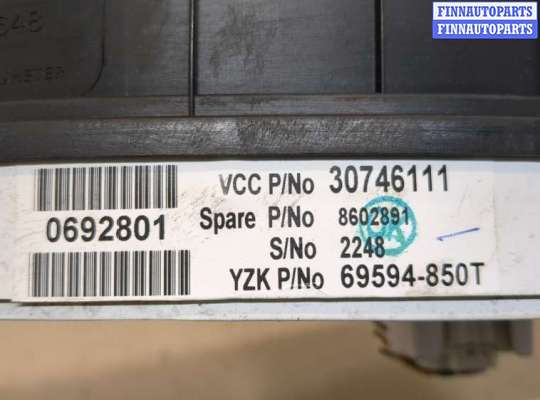 FINNAUTOPARTS
FINNAUTOPARTS
VCC P/No 30746111
0692801
Spare P/No 8602891
S/No 2248
YZK P/No 69594-850T